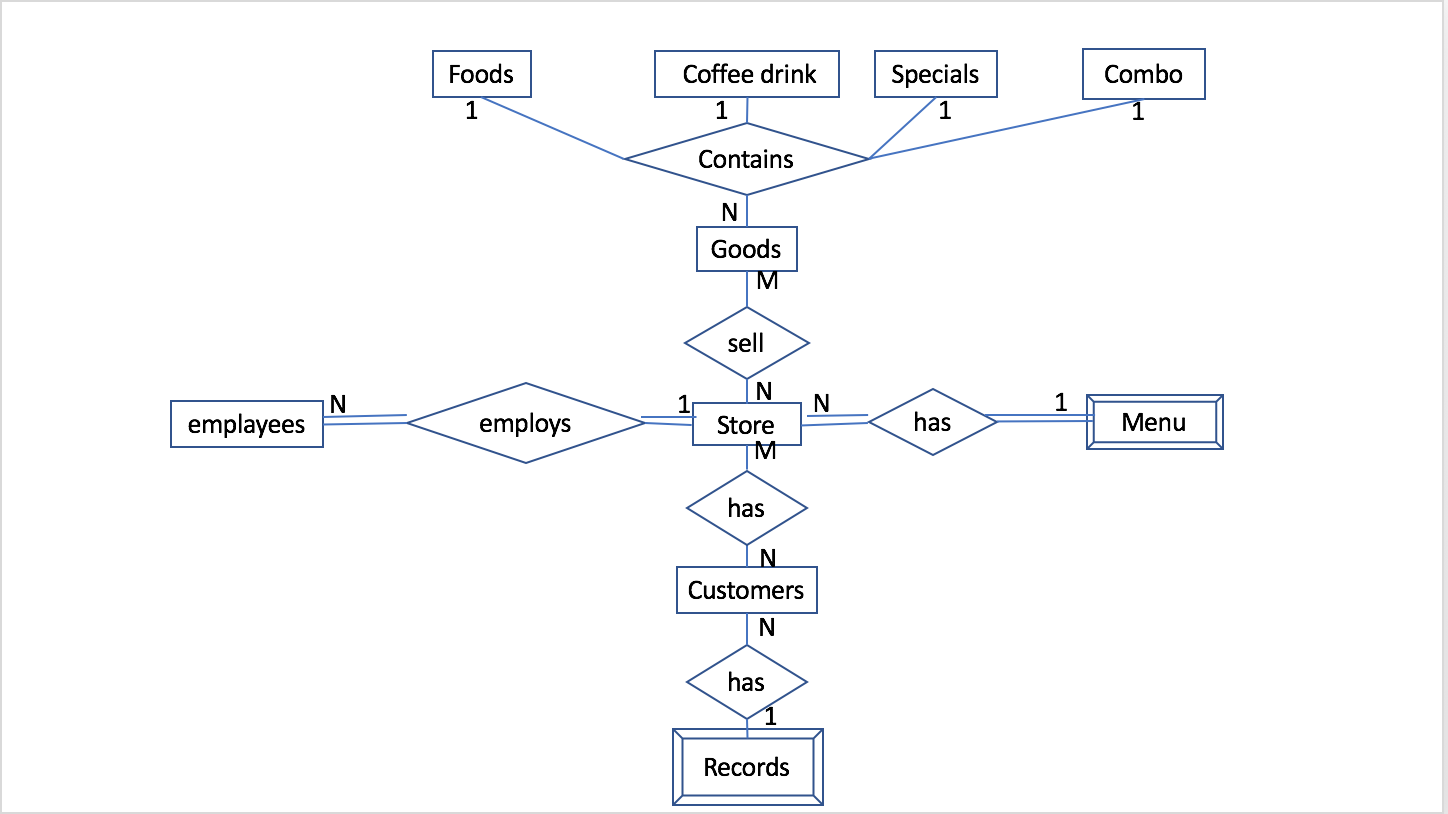 Foods
Coffee drink
Specials
Combo
1
1
1
1
Contains
N
Goods
M
sell
N
employees
N
employs
1
Store
N
has
1
Menu
M
has
N
Customers
N
has
1
Records